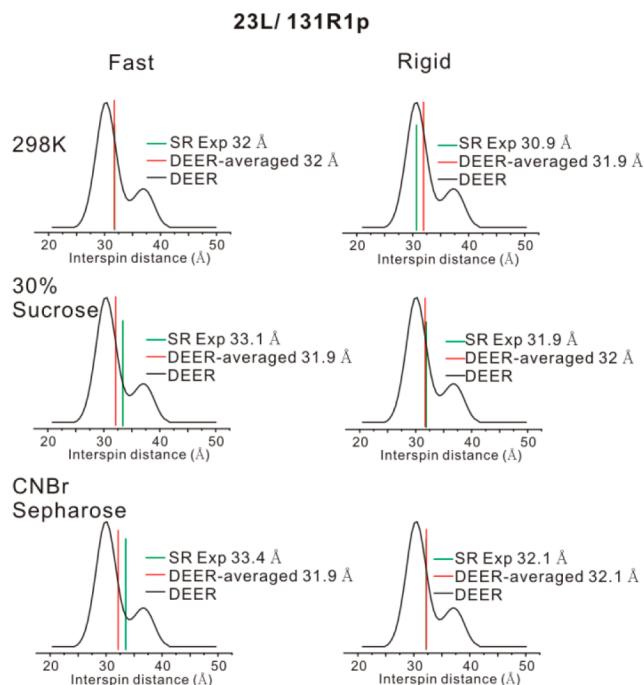 23L/ 131R1p
Fast
Rigid
298K
SR Exp 32 Å
DEER-averaged 32 Å
DEER
20 30 40 50
Interspin distance (Å)
SR Exp 30.9 Å
DEER-averaged 31.9 Å
DEER
20 30 40 50
Interspin distance (Å)
30%
Sucrose
SR Exp 33.1 Å
DEER-averaged 31.9 Å
DEER
20 30 40 50
Interspin distance (Å)
SR Exp 31.9 Å
DEER-averaged 32 Å
DEER
20 30 40 50
Interspin distance (Å)
CNBr
Sepharose
SR Exp 33.4 Å
DEER-averaged 31.9 Å
DEER
20 30 40 50
Interspin distance (Å)
SR Exp 32.1 Å
DEER-averaged 32.1 Å
DEER
20 30 40 50
Interspin distance (Å)